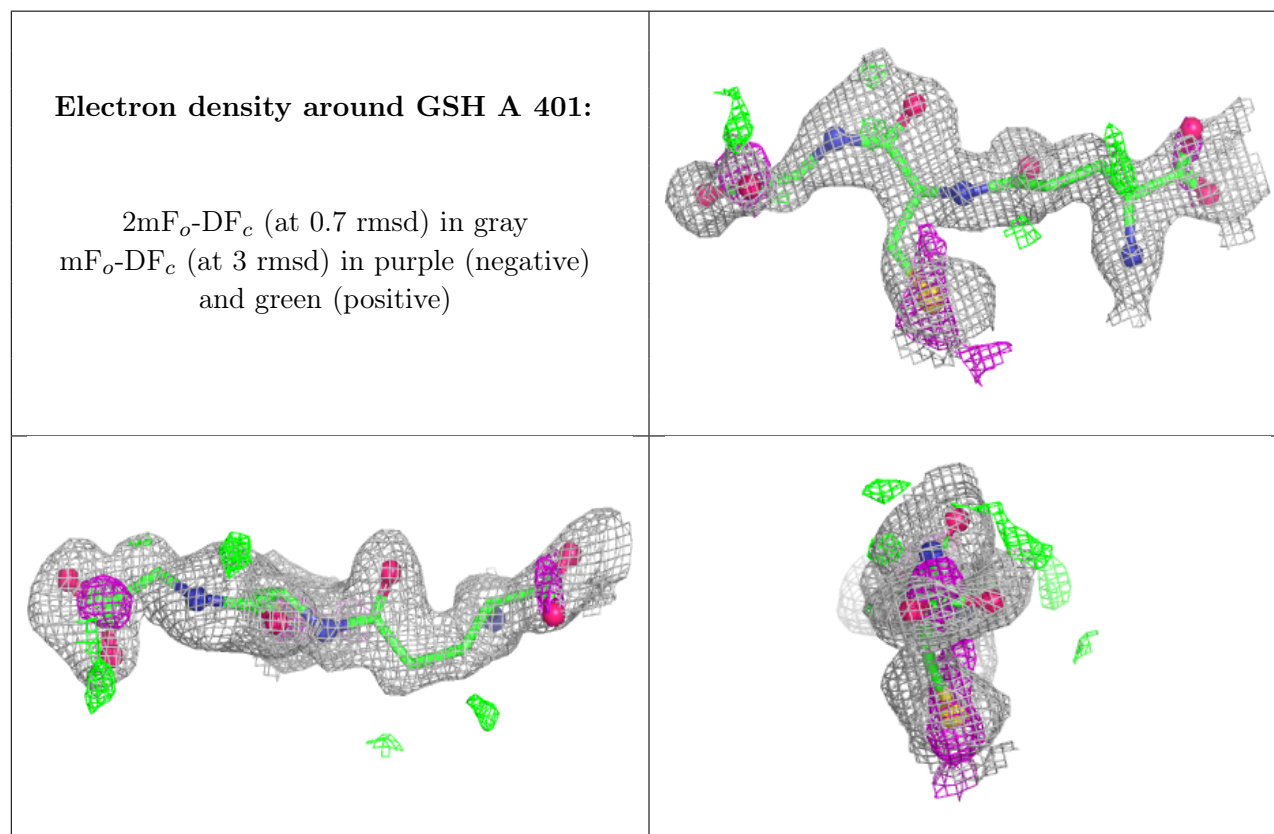 Electron density around GSH A 401:
2mFo-DFc (at 0.7 rmsd) in gray
mFo-DFc (at 3 rmsd) in purple (negative)
and green (positive)